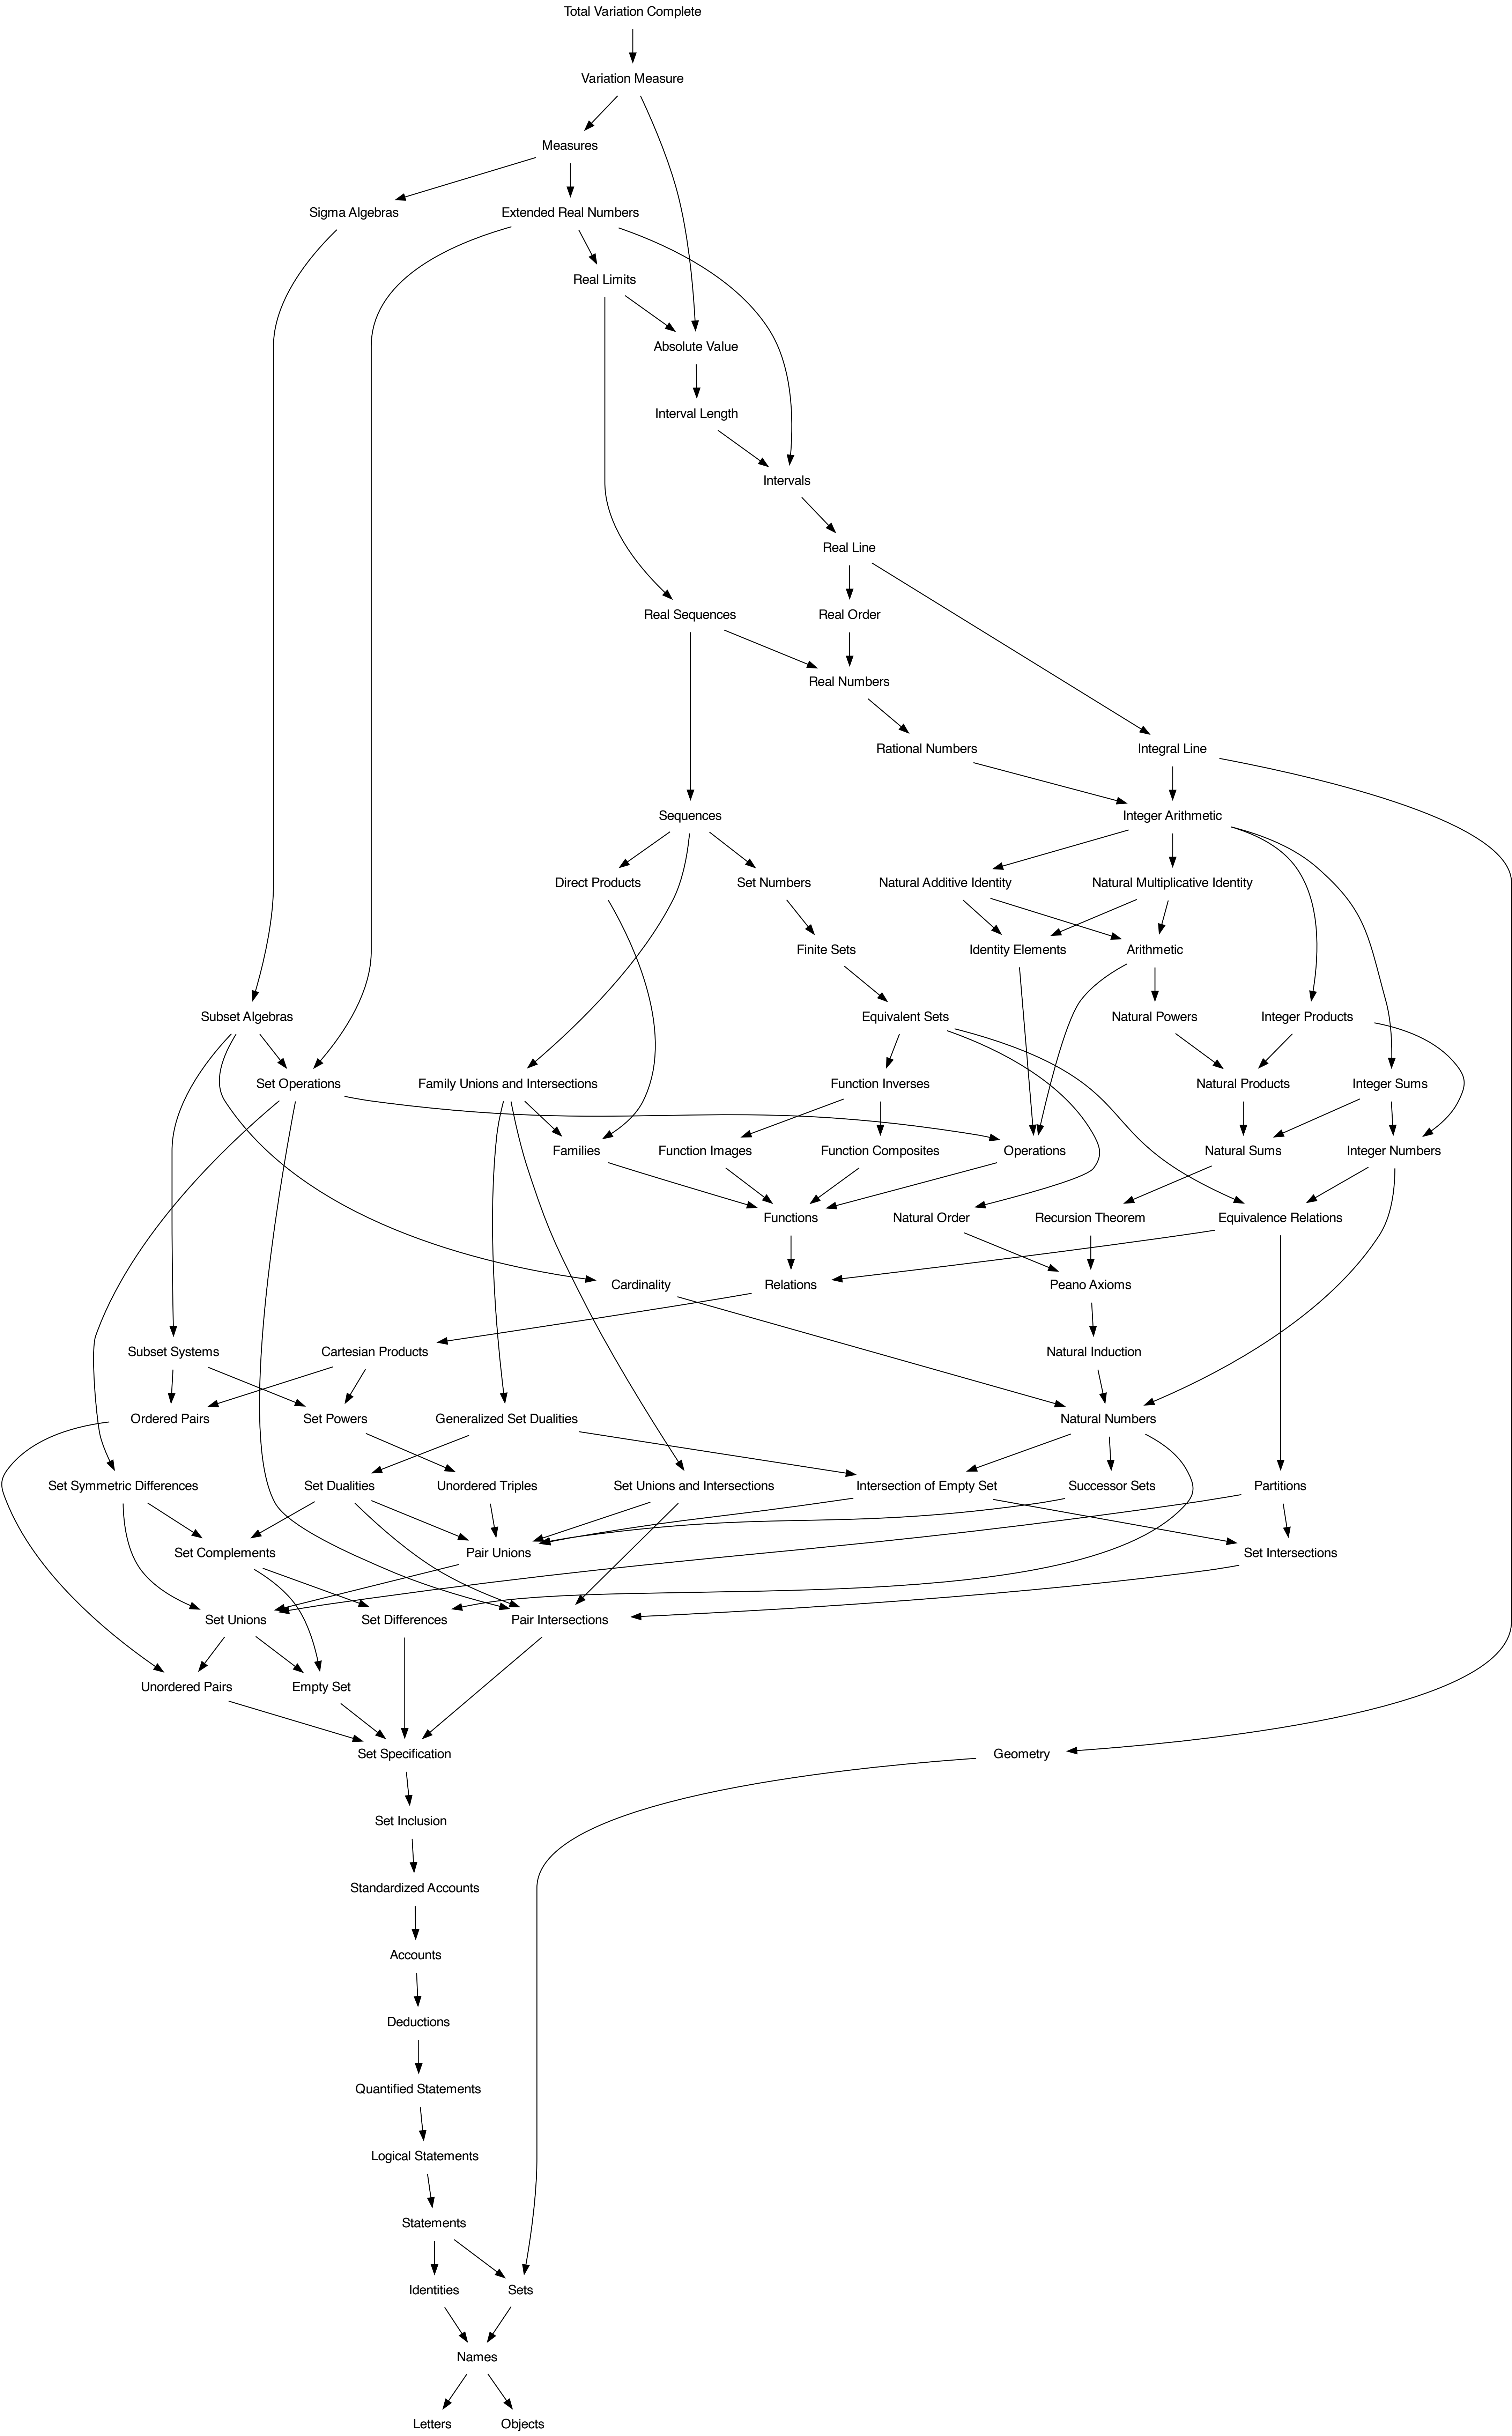 Total Variation Complete
Variation Measure
Measures
Sigma Algebras
Extended Real Numbers
Real Limits
Absolute Value
Interval Length
Intervals
Real Line
Real Sequences
Real Order
Real Numbers
Rational Numbers
Integral Line
Sequences
Integer Arithmetic
Direct Products
Set Numbers
Natural Additive Identity
Natural Multiplicative Identity
Finite Sets
Identity Elements
Arithmetic
Subset Algebras
Equivalent Sets
Natural Powers
Integer Products
Set Operations
Family Unions and Intersections
Function Inverses
Natural Products
Integer Sums
Families
Function Images
Function Composites
Operations
Natural Sums
Integer Numbers
Functions
Natural Order
Recursion Theorem
Equivalence Relations
Cardinality
Relations
Peano Axioms
Subset Systems
Cartesian Products
Natural Induction
Ordered Pairs
Set Powers
Generalized Set Dualities
Natural Numbers
Set Symmetric Differences
Set Dualities
Unordered Triples
Set Unions and Intersections
Intersection of Empty Set
Successor Sets
Partitions
Set Complements
Pair Unions
Set Intersections
Set Unions
Set Differences
Pair Intersections
Unordered Pairs
Empty Set
Set Specification
Geometry
Set Inclusion
Standardized Accounts
Accounts
Deductions
Quantified Statements
Logical Statements
Statements
Identities
Sets
Names
Letters
Objects